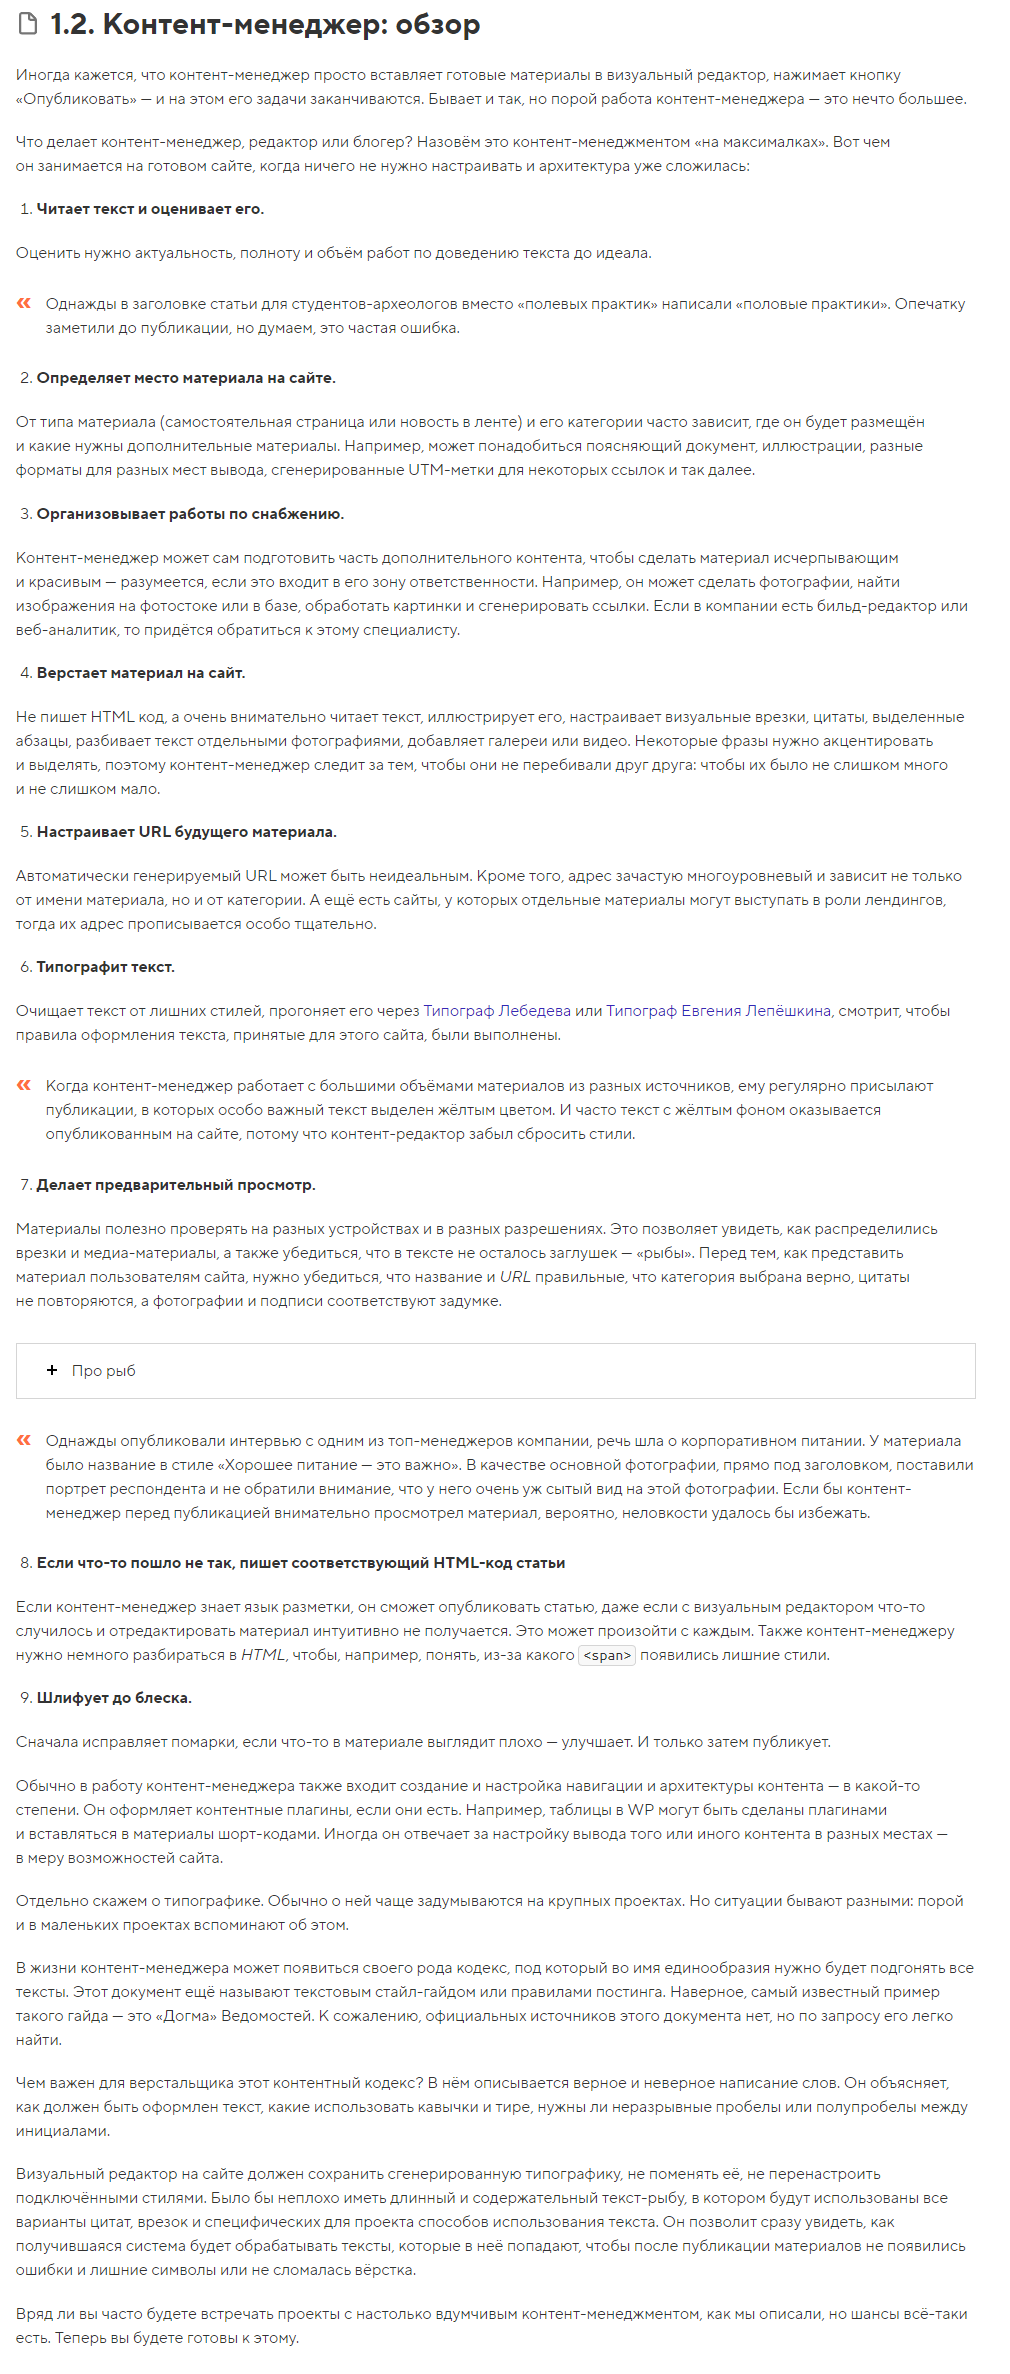 1.2. Контент-менеджер: обзор
Иногда кажется, что контент-менеджер просто вставляет готовые материалы в визуальный редактор, нажимает кнопку
«Опубликовать» — и на этом его задачи заканчиваются. Бывает и так, но порой работа контент-менеджера — это нечто большее.
Что делает контент-менеджер, редактор или блогер? Назовём это контент-менеджментом «на максималках». Вот чем
он занимается на готовом сайте, когда ничего не нужно настраивать и архитектура уже сложилась:
1. Читает текст и оценивает его.
Оценить нужно актуальность, полноту и объём работ по доведению текста до идеала.
« Однажды в заголовке статьи для студентов-археологов вместо «полевых практик» написали «половые практики». Опечатку
заметили до публикации, но думаем, это частая ошибка.
2. Определяет место материала на сайте.
От типа материала (самостоятельная страница или новость в ленте) и его категории часто зависит, где он будет размещён
и какие нужны дополнительные материалы. Например, может понадобиться поясняющий документ, иллюстрации, разные
форматы для разных мест вывода, сгенерированные UTM-метки для некоторых ссылок и так далее.
3. Организовывает работы по снабжению.
Контент-менеджер может сам подготовить часть дополнительного контента, чтобы сделать материал исчерпывающим
и красивым — разумеется, если это входит в его зону ответственности. Например, он может сделать фотографии, найти
изображения на фотостоке или в базе, обработать картинки и сгенерировать ссылки. Если в компании есть бильд-редактор или
веб-аналитик, то придётся обратиться к этому специалисту.
4. Верстает материал на сайт.
Не пишет HTML код, а очень внимательно читает текст, иллюстрирует его, настраивает визуальные врезки, цитаты, выделенные
абзацы, разбивает текст отдельными фотографиями, добавляет галереи или видео. Некоторые фразы нужно акцентировать
и выделять, поэтому контент-менеджер следит за тем, чтобы они не перебивали друг друга: чтобы их было не слишком много
и не слишком мало.
5. Настраивает URL будущего материала.
Автоматически генерируемый URL может быть неидеальным. Кроме того, адрес зачастую многоуровневый и зависит не только
от имени материала, но и от категории. А ещё есть сайты, у которых отдельные материалы могут выступать в роли лендингов,
тогда их адрес прописывается особо тщательно.
6. Типографит текст.
Очищает текст от лишних стилей, прогоняет его через Типограф Лебедева или Типограф Евгения Лепёшкина, смотрит, чтобы
правила оформления текста, принятые для этого сайта, были выполнены.
« Когда контент-менеджер работает с большими объёмами материалов из разных источников, ему регулярно присылают
публикации, в которых особо важный текст выделен жёлтым цветом. И часто текст с жёлтым фоном оказывается
опубликованным на сайте, потому что контент-редактор забыл сбросить стили.
7. Делает предварительный просмотр.
Материалы полезно проверять на разных устройствах и в разных разрешениях. Это позволяет увидеть, как распределились
врезки и медиа-материалы, а также убедиться, что в тексте не осталось заглушек — «рыбы». Перед тем, как представить
материал пользователям сайта, нужно убедиться, что название и URL правильные, что категория выбрана верно, цитаты
не повторяются, а фотографии и подписи соответствуют задумке.
+ Про рыб
« Однажды опубликовали интервью с одним из топ-менеджеров компании, речь шла о корпоративном питании. У материала
было название в стиле «Хорошее питание — это важно». В качестве основной фотографии, прямо под заголовком, поставили
портрет респондента и не обратили внимание, что у него очень уж сытый вид на этой фотографии. Если бы контент-
менеджер перед публикацией внимательно просмотрел материал, вероятно, неловкости удалось бы избежать.
8. Если что-то пошло не так, пишет соответствующий HTML-код статьи
Если контент-менеджер знает язык разметки, он сможет опубликовать статью, даже если с визуальным редактором что-то
случилось и отредактировать материал интуитивно не получается. Это может произойти с каждым. Также контент-менеджеру
нужно немного разбираться в HTML, чтобы, например, понять, из-за какого <span> появились лишние стили.
9. Шлифует до блеска.
Сначала исправляет помарки, если что-то в материале выглядит плохо — улучшает. И только затем публикует.
Обычно в работу контент-менеджера также входит создание и настройка навигации и архитектуры контента — в какой-то
степени. Он оформляет контентные плагины, если они есть. Например, таблицы в WP могут быть сделаны плагинами
и вставляться в материалы шорт-кодами. Иногда он отвечает за настройку вывода того или иного контента в разных местах —
в меру возможностей сайта.
Отдельно скажем о типографике. Обычно о ней чаще задумываются на крупных проектах. Но ситуации бывают разными: порой
и в маленьких проектах вспоминают об этом.
В жизни контент-менеджера может появиться своего рода кодекс, под который во имя единообразия нужно будет подгонять все
тексты. Этот документ ещё называют текстовым стайл-гайдом или правилами постинга. Наверное, самый известный пример
такого гайда — это «Догма» Ведомостей. К сожалению, официальных источников этого документа нет, но по запросу его легко
найти.
Чем важен для верстальщика этот контентный кодекс? В нём описывается верное и неверное написание слов. Он объясняет,
как должен быть оформлен текст, какие использовать кавычки и тире, нужны ли неразрывные пробелы или полупробелы между
инициалами.
Визуальный редактор на сайте должен сохранить сгенерированную типографику, не поменять её, не перенастроить
подключёнными стилями. Было бы неплохо иметь длинный и содержательный текст-рыбу, в котором будут использованы все
варианты цитат, врезок и специфических для проекта способов использования текста. Он позволит сразу увидеть, как
получившаяся система будет обрабатывать тексты, которые в неё попадают, чтобы после публикации материалов не появились
ошибки и лишние символы или не сломалась вёрстка.
Вряд ли вы часто будете встречать проекты с настолько вдумчивым контент-менеджментом, как мы описали, но шансы всё-таки
есть. Теперь вы будете готовы к этому.